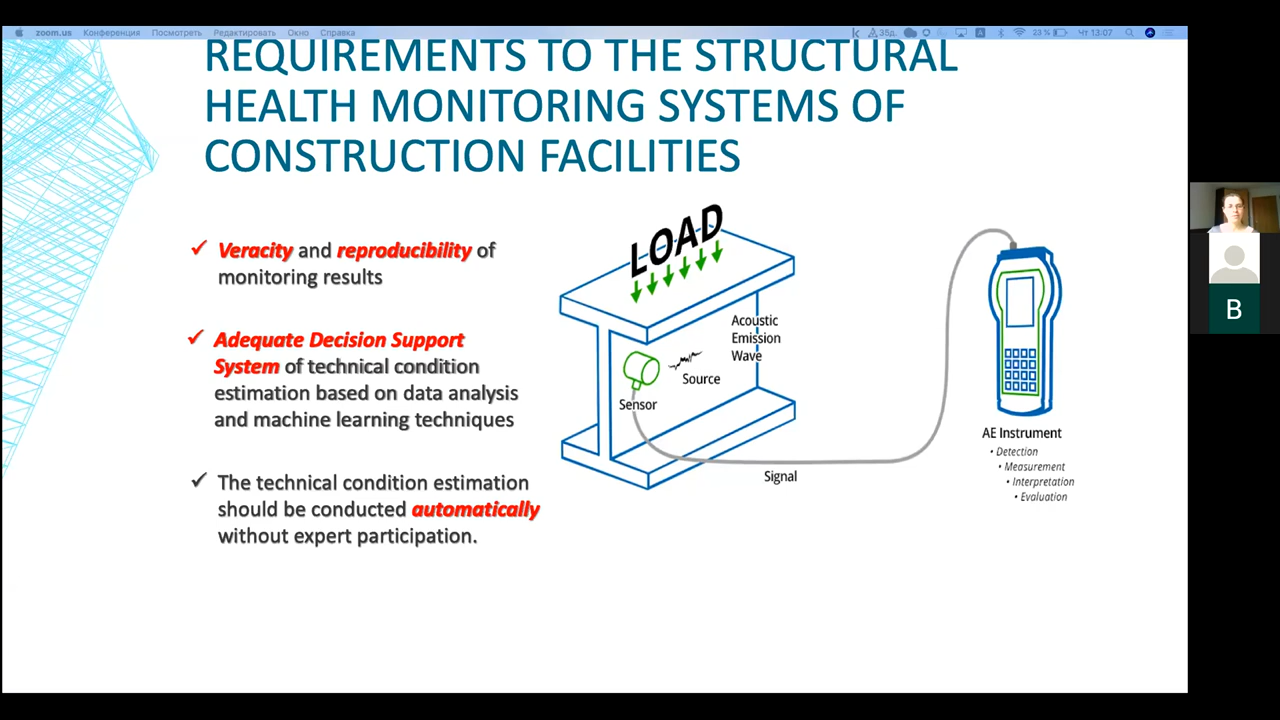 zoom.us Конференция Посмотреть Редактировать Окно Справка
35д. A 23 % Чт 13:07
REQUIREMENTS TO THE STRUCTURAL
HEALTH MONITORING SYSTEMS OF
CONSTRUCTION FACILITIES
✓ Veracity and reproducibility of
monitoring results
✓ Adequate Decision Support
System of technical condition
estimation based on data analysis
and machine learning techniques
✓ The technical condition estimation
should be conducted automatically
without expert participation.
LOAD
Acoustic
Emission
Wave
Source
Sensor
Signal
AE Instrument
• Detection
• Measurement
• Interpretation
• Evaluation
B